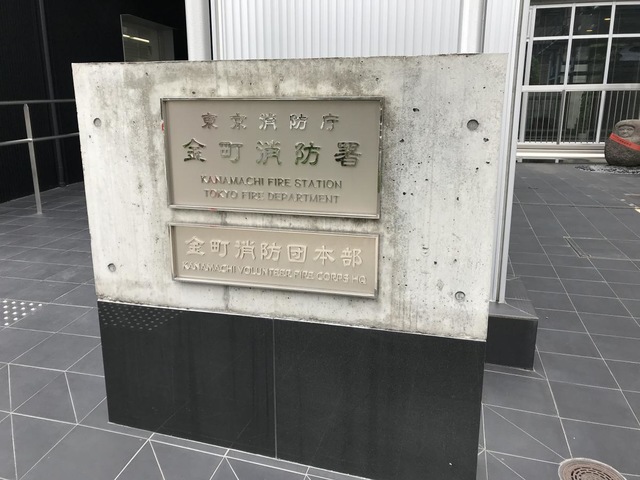 東京消防庁
金町消防署
KANAMACHI FIRE STATION
TOKYO FIRE DEPARTMENT
金町消防団本部
KANAMACHI VOLUNTEER FIRE CORPS HQ